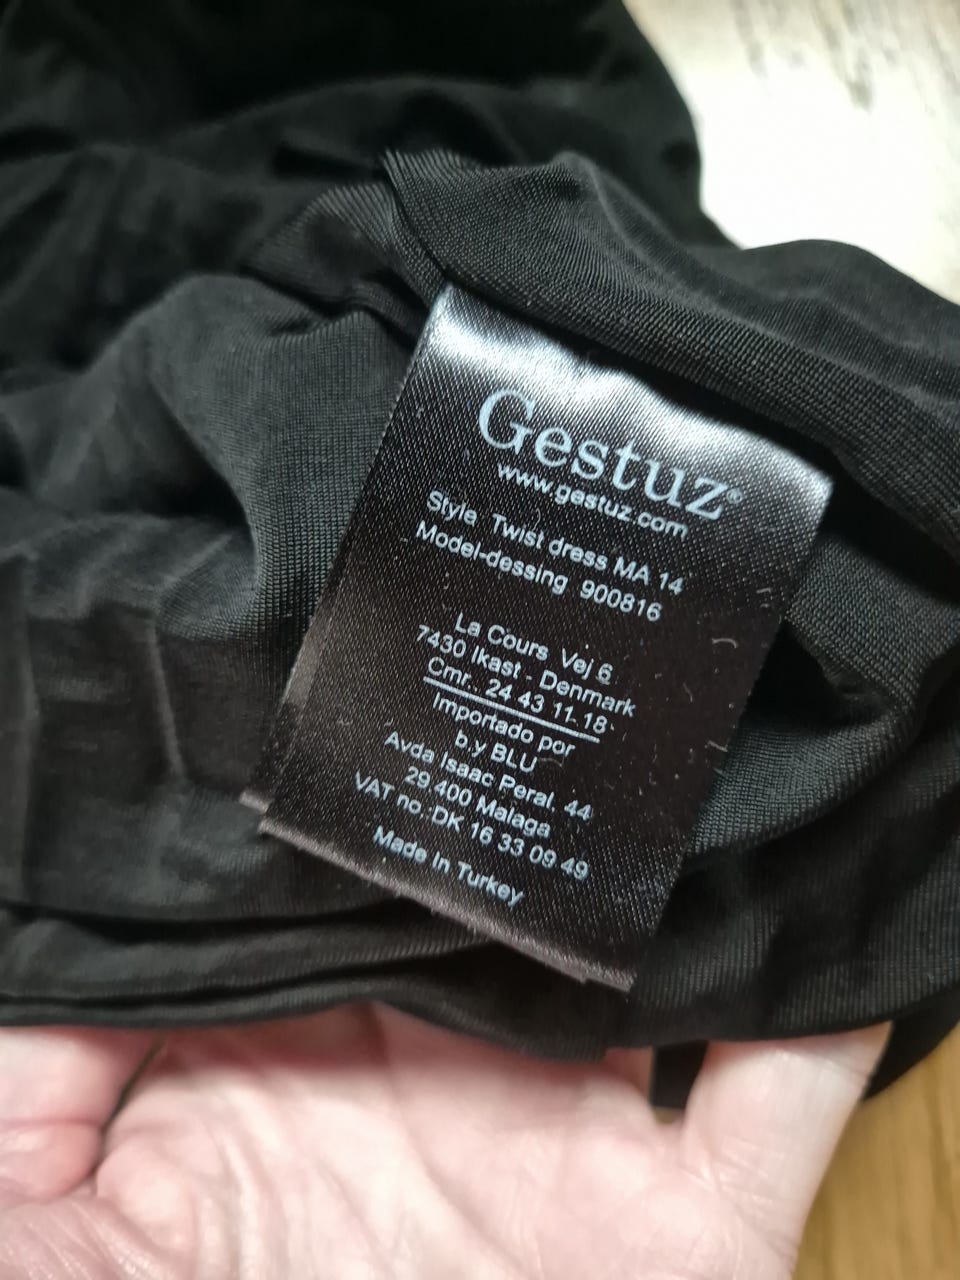 Gestuz®
www.gestuz.com
Style Twist dress MA 14
Model-dessing 900816
La Cours Vej 6
7430 Ikast - Denmark
Cmr.. 24 43 11 18
Importado por
b.y BLU
Avda Isaac Peral. 44
29 400 Malaga
VAT no.:DK 16 33 09 49
Made In Turkey